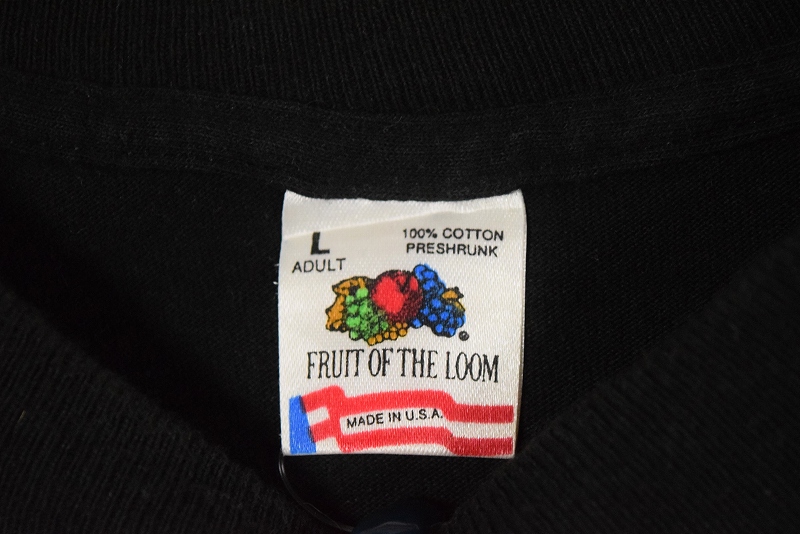 L
ADULT
100% COTTON
PRESHRUNK
FRUIT OF THE LOOM
MADE IN U.S.A.